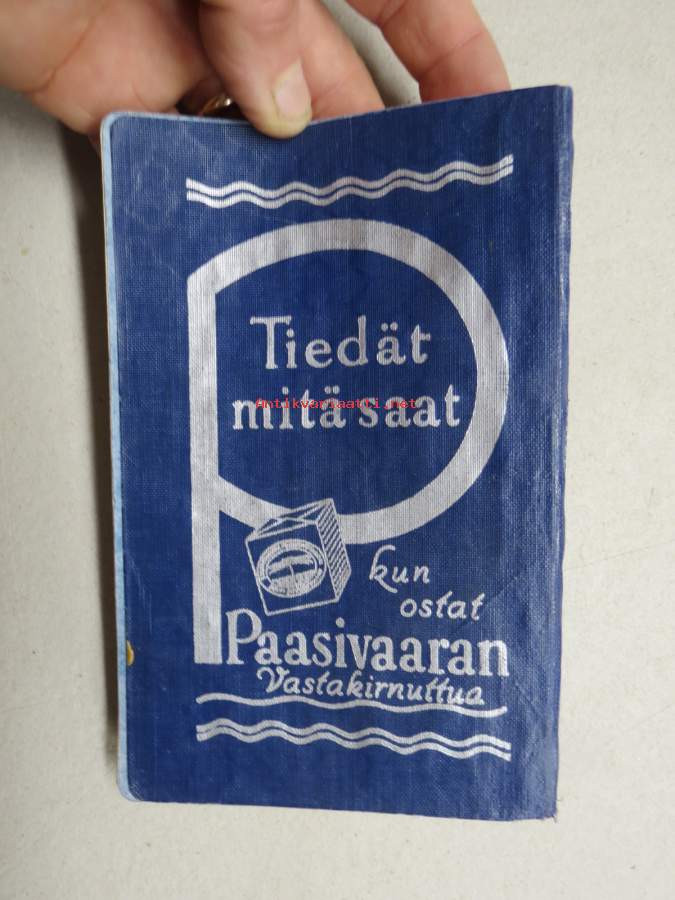 P
Tiedät
mitä saat
Antikvariaatti.net
kun
ostat
Paasivaaran
Vastakirnuttua